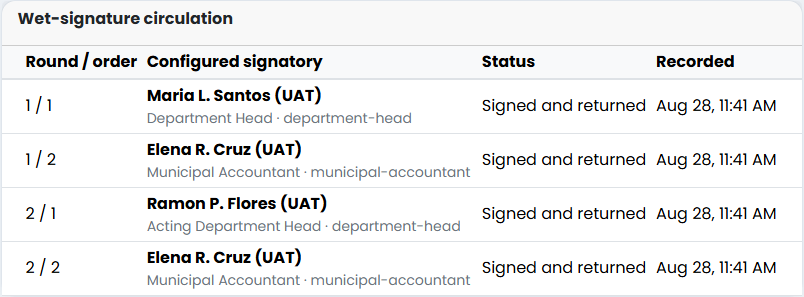 Wet-signature circulation
Round / order Configured signatory Status Recorded
1 / 1 Maria L. Santos (UAT) Signed and returned Aug 28, 11:41 AM
Department Head · department-head
1 / 2 Elena R. Cruz (UAT) Signed and returned Aug 28, 11:41 AM
Municipal Accountant · municipal-accountant
2 / 1 Ramon P. Flores (UAT) Signed and returned Aug 28, 11:41 AM
Acting Department Head · department-head
2 / 2 Elena R. Cruz (UAT) Signed and returned Aug 28, 11:41 AM
Municipal Accountant · municipal-accountant